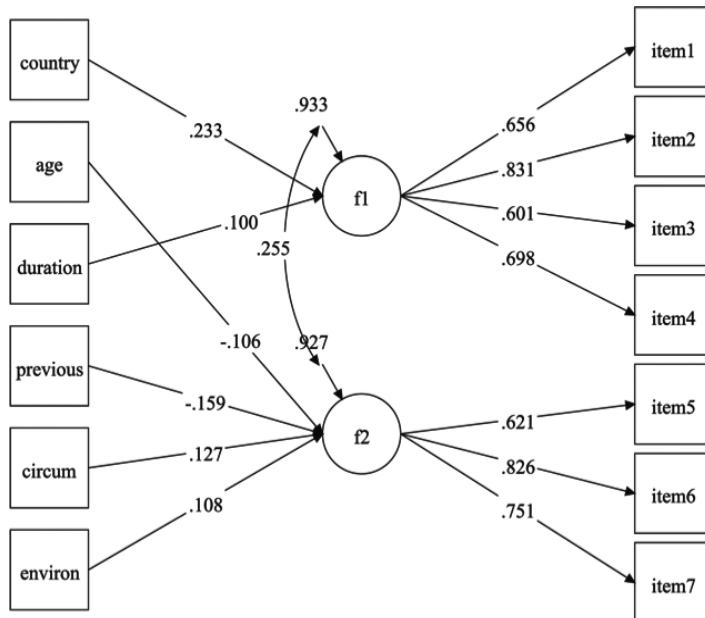 country
age
duration
previous
circum
environ
.233
.100
-.106
-.159
.127
.108
.933
.255
.927
f1
f2
.656
.831
.601
.698
.621
.826
.751
item1
item2
item3
item4
item5
item6
item7